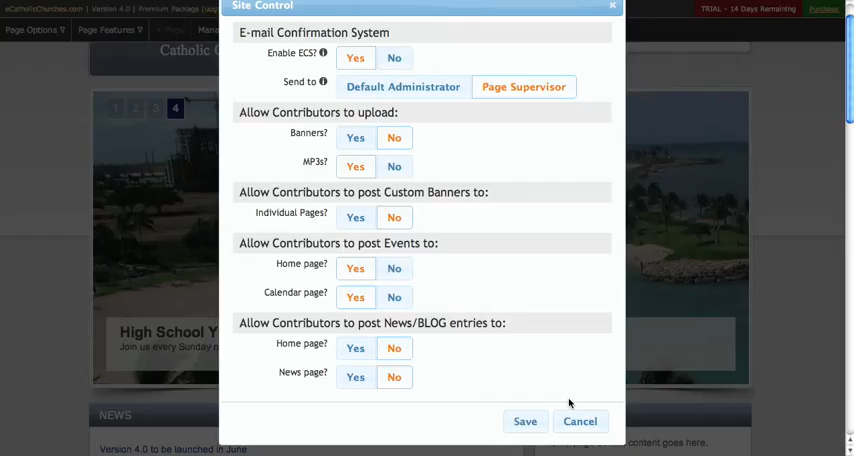 eCatholicChurches.com | Version 4.0 | Premium Package
TRIAL - 14 Days Remaining
Purchase
Page Options ∇
Page Features ∇
Site Control
×
E-mail Confirmation System
Enable ECS?
Yes
No
Send to
Default Administrator
Page Supervisor
Allow Contributors to upload:
Banners?
Yes
No
MP3s?
Yes
No
Allow Contributors to post Custom Banners to:
Individual Pages?
Yes
No
Allow Contributors to post Events to:
Home page?
Yes
No
Calendar page?
Yes
No
Allow Contributors to post News/BLOG entries to:
Home page?
Yes
No
News page?
Yes
No
Save
Cancel
Catholic
1 2 3 4
High School Y
Join us every Sunday
NEWS
Version 4.0 to be launched in June
content goes here.